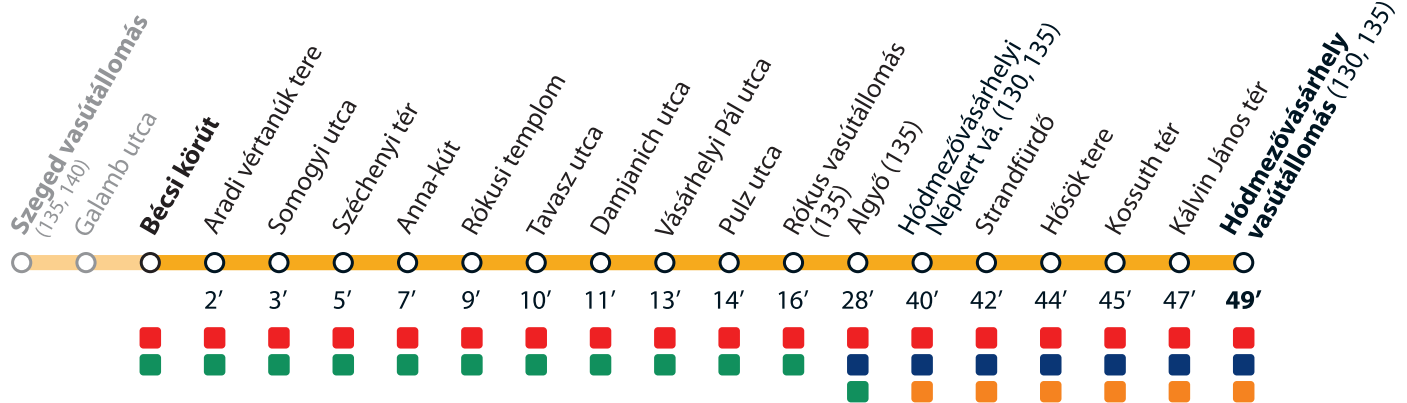 Szeged vasútállomás
(135, 140)
Galamb utca
Bécsi körút
Aradi vértanúk tere
Somogyi utca
Széchenyi tér
Anna-kút
Rókusi templom
Tavasz utca
Damjanich utca
Vásárhelyi Pál utca
Pulz utca
Rókus vasútállomás
(135)
Algyő (135)
Hódmezővásárhelyi
Népkert vá. (130, 135)
Strandfürdő
Hősök tere
Kossuth tér
Kálvin János tér
Hódmezővásárhely
vasútállomás (130, 135)
2’ 3’ 5’ 7’ 9’ 10’ 11’ 13’ 14’ 16’ 28’ 40’ 42’ 44’ 45’ 47’ 49’